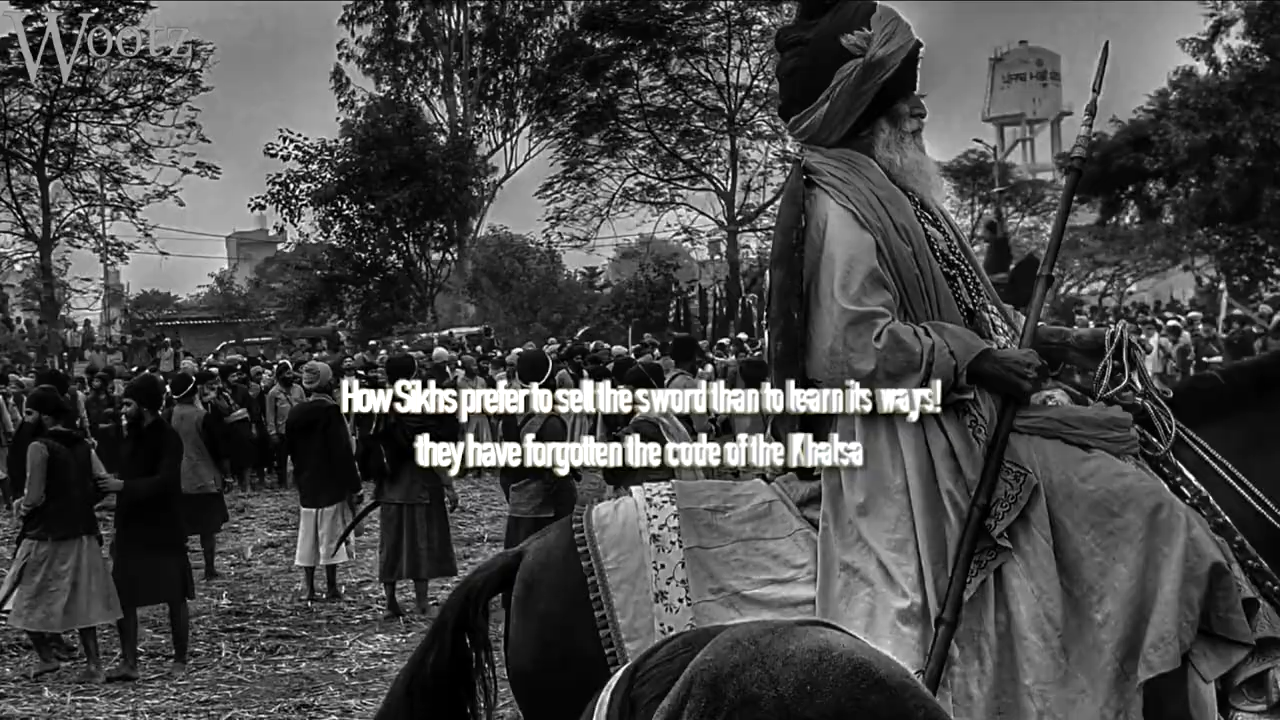 Wootz
How Sikhs prefer to sell the sword than to learn its ways!
they have forgotten the code of the Khalsa